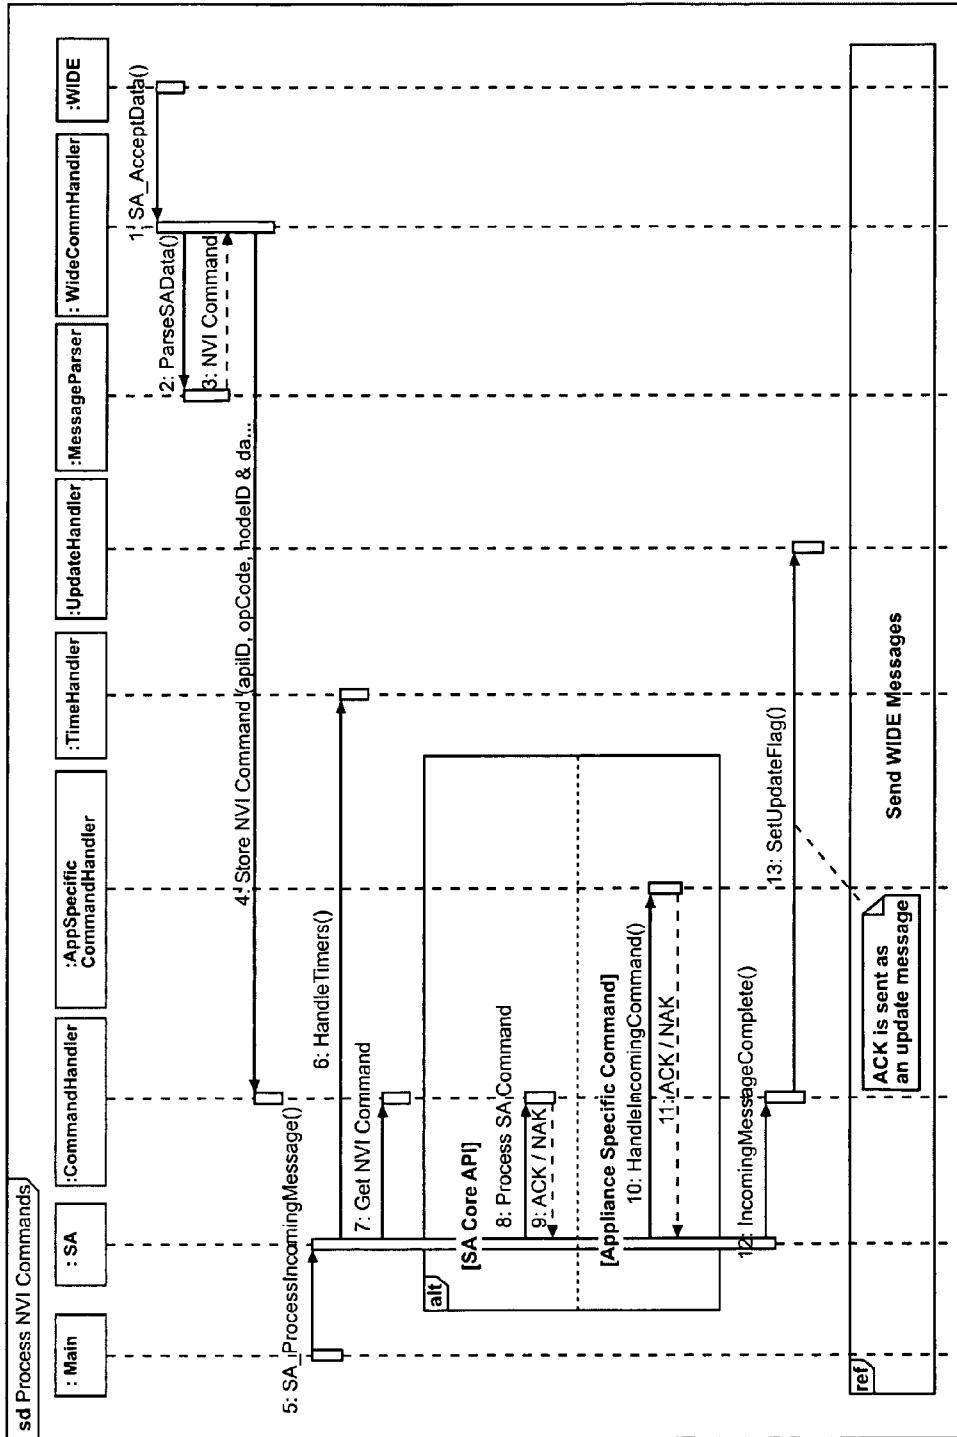 sd Process NVI Commands
: Main
: SA
:CommandHandler
:AppSpecific
CommandHandler
:TimeHandler
:UpdateHandler
:MessageParser
: WideCommHandler
:WIDE
1: SA_AcceptData()
2: ParseSAData()
3: NVI Command
4: Store NVI Command (apiID, opCode, nodeID & da...
5: SA_ProcessIncomingMessage()
6: HandleTimers()
7: Get NVI Command
alt
[SA Core API]
8: Process SA Command
9: ACK / NAK
[Appliance Specific Command]
10: HandleIncomingCommand()
11: ACK / NAK
12: IncomingMessageComplete()
13: SetUpdateFlag()
ACK is sent as
an update message
ref
Send WIDE Messages